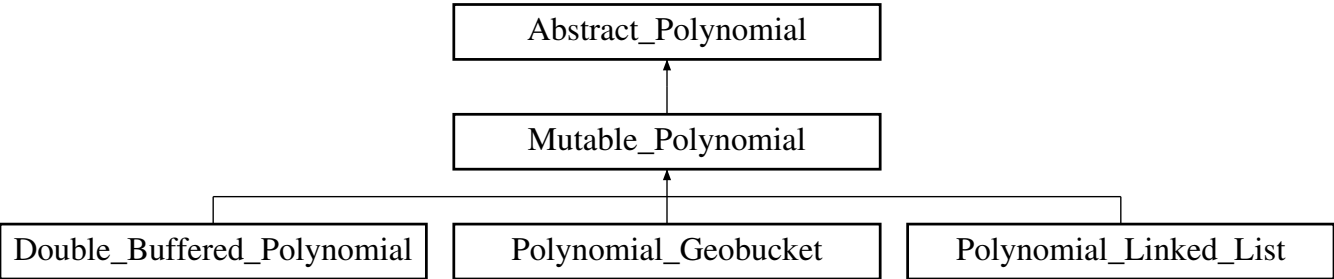 Abstract_Polynomial
Mutable_Polynomial
Double_Buffered_Polynomial
Polynomial_Geobucket
Polynomial_Linked_List